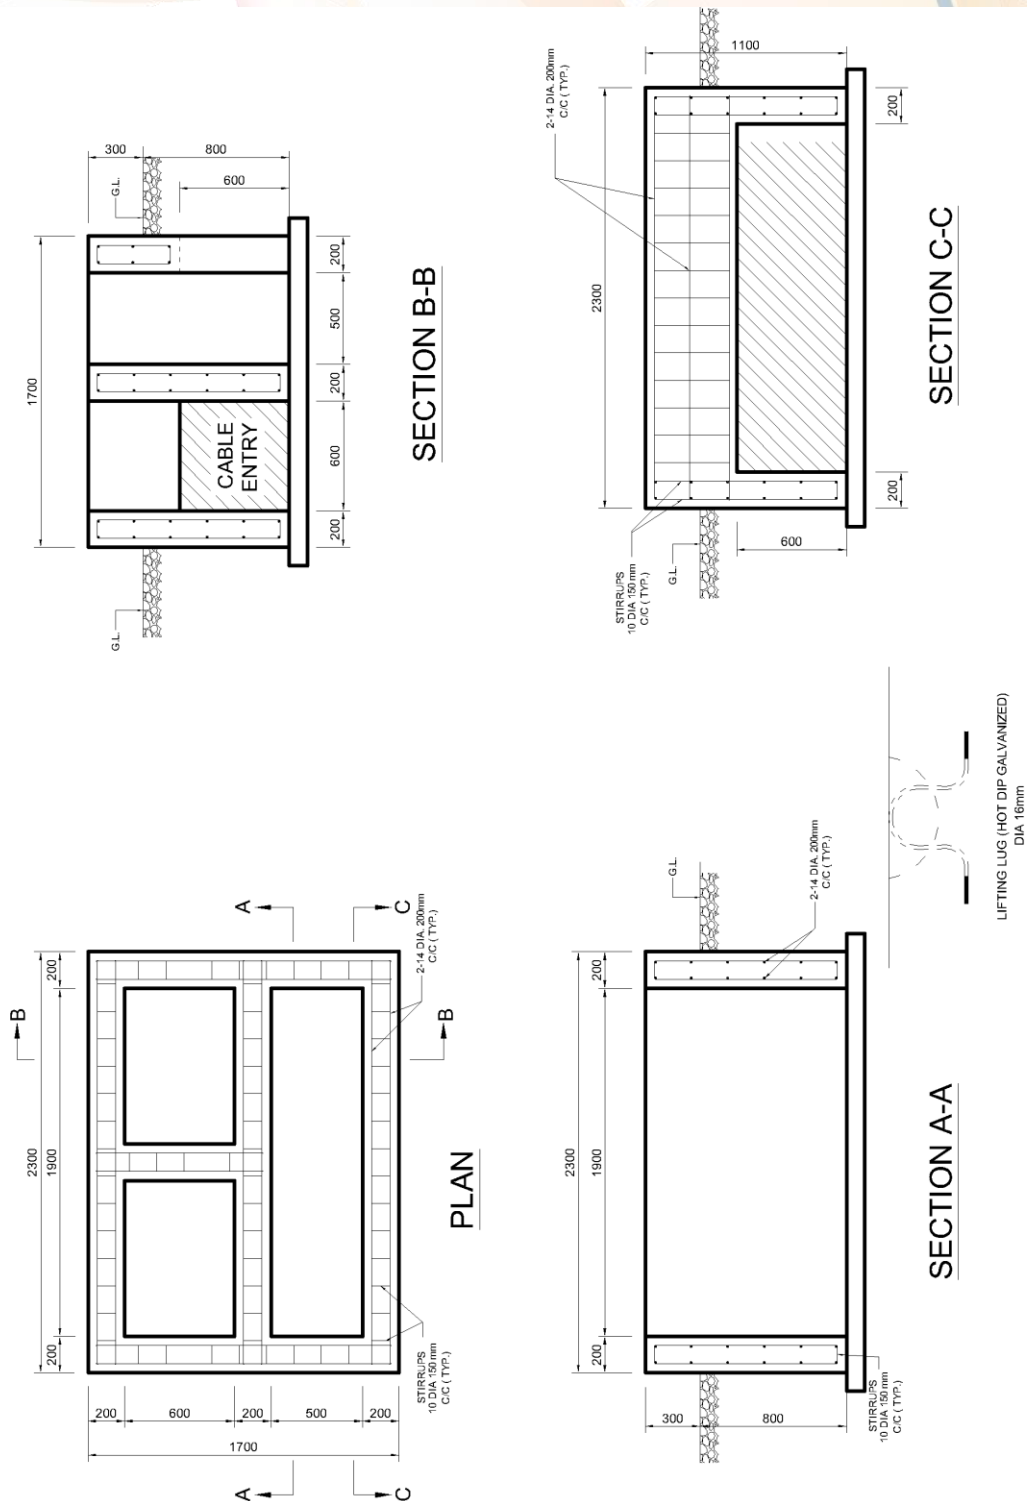 300
800
600
G.L.
1700
200
500
200
600
200
CABLE
ENTRY
G.L.
SECTION B-B
1100
2-14 DIA. 200mm
C/C ( TYP.)
2300
200
200
600
STIRRUPS
10 DIA 150 mm
C/C ( TYP.)
G.L.
SECTION C-C
A
A
C
C
B
B
2300
200
1900
200
2-14 DIA. 200mm
C/C ( TYP.)
STIRRUPS
10 DIA 150 mm
C/C ( TYP.)
200
600
200
500
200
1700
PLAN
2300
200
1900
200
G.L.
2-14 DIA. 200mm
C/C ( TYP.)
STIRRUPS
10 DIA 150 mm
C/C ( TYP.)
300
800
SECTION A-A
LIFTING LUG (HOT DIP GALVANIZED)
DIA 16mm